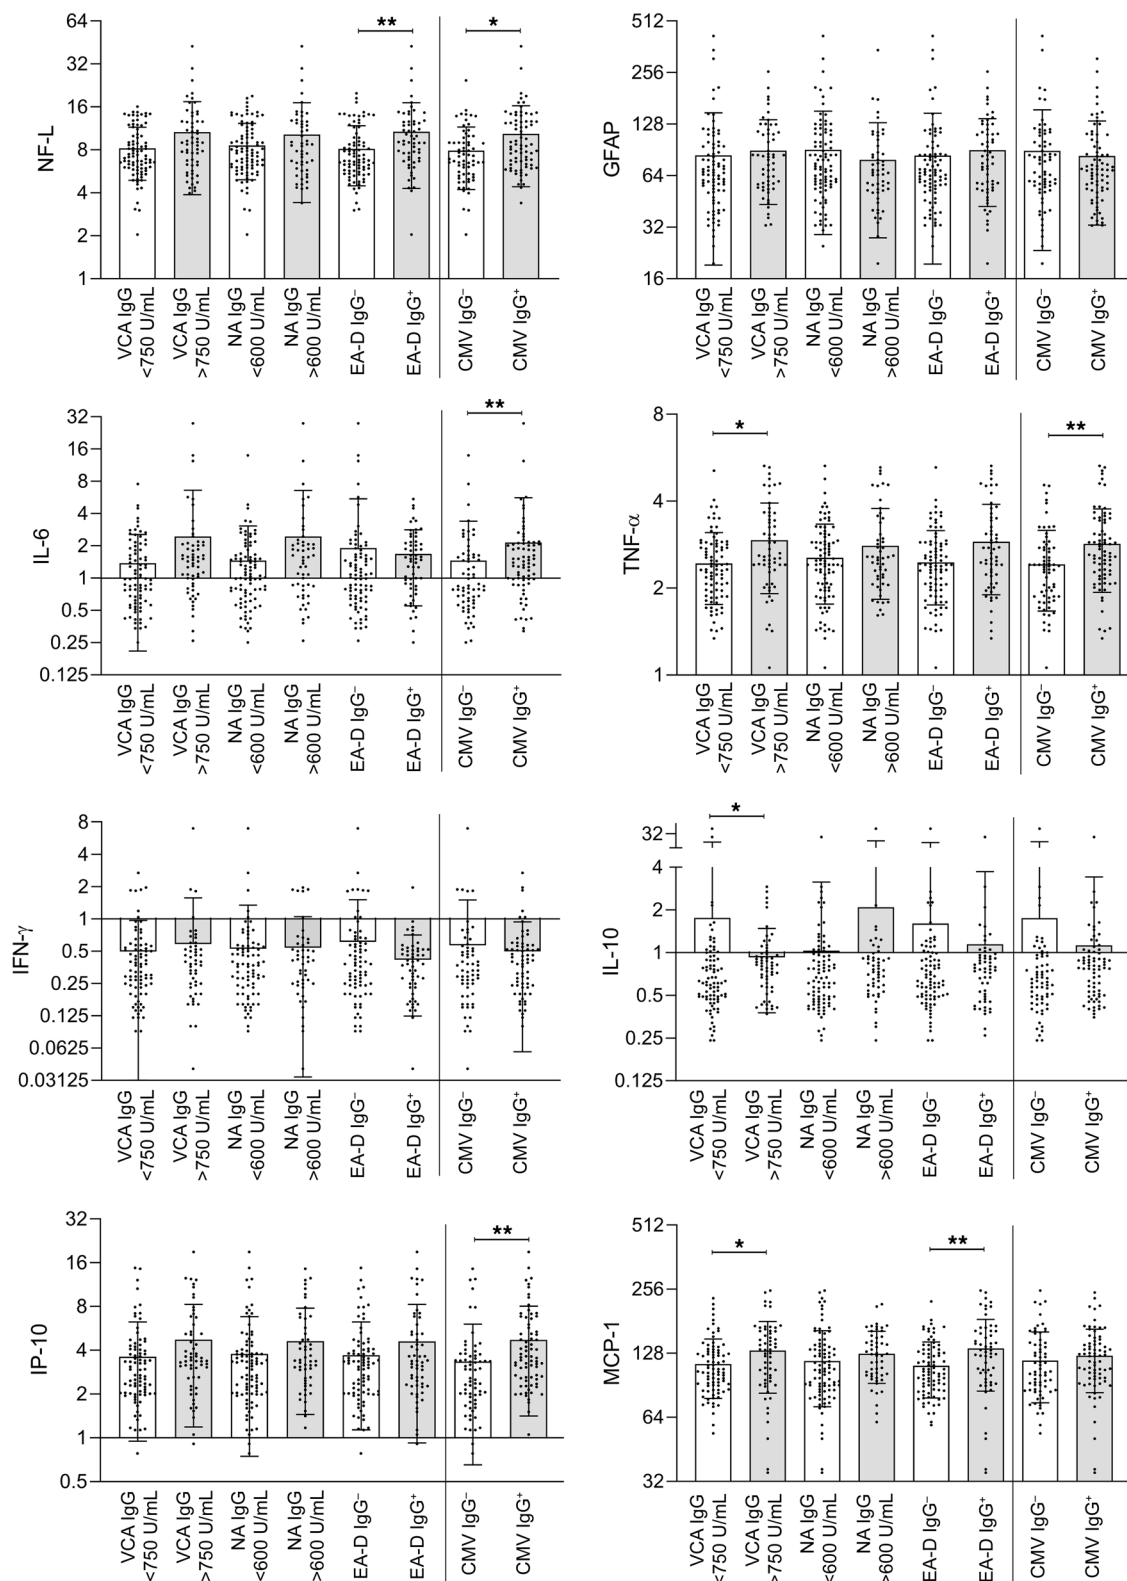 NF-L
64
32
16
8
4
2
1
**
*
VCA IgG
<750 U/mL
VCA IgG
>750 U/mL
NA IgG
<600 U/mL
NA IgG
>600 U/mL
EA-D IgG⁻
EA-D IgG⁺
CMV IgG⁻
CMV IgG⁺
GFAP
512
256
128
64
32
16
VCA IgG
<750 U/mL
VCA IgG
>750 U/mL
NA IgG
<600 U/mL
NA IgG
>600 U/mL
EA-D IgG⁻
EA-D IgG⁺
CMV IgG⁻
CMV IgG⁺
IL-6
32
16
8
4
2
1
0.5
0.25
0.125
**
VCA IgG
<750 U/mL
VCA IgG
>750 U/mL
NA IgG
<600 U/mL
NA IgG
>600 U/mL
EA-D IgG⁻
EA-D IgG⁺
CMV IgG⁻
CMV IgG⁺
TNF-α
8
4
2
1
*
**
VCA IgG
<750 U/mL
VCA IgG
>750 U/mL
NA IgG
<600 U/mL
NA IgG
>600 U/mL
EA-D IgG⁻
EA-D IgG⁺
CMV IgG⁻
CMV IgG⁺
IFN-γ
8
4
2
1
0.5
0.25
0.125
0.0625
0.03125
VCA IgG
<750 U/mL
VCA IgG
>750 U/mL
NA IgG
<600 U/mL
NA IgG
>600 U/mL
EA-D IgG⁻
EA-D IgG⁺
CMV IgG⁻
CMV IgG⁺
IL-10
32
4
2
1
0.5
0.25
0.125
*
VCA IgG
<750 U/mL
VCA IgG
>750 U/mL
NA IgG
<600 U/mL
NA IgG
>600 U/mL
EA-D IgG⁻
EA-D IgG⁺
CMV IgG⁻
CMV IgG⁺
IP-10
32
16
8
4
2
1
0.5
**
VCA IgG
<750 U/mL
VCA IgG
>750 U/mL
NA IgG
<600 U/mL
NA IgG
>600 U/mL
EA-D IgG⁻
EA-D IgG⁺
CMV IgG⁻
CMV IgG⁺
MCP-1
512
256
128
64
32
*
**
VCA IgG
<750 U/mL
VCA IgG
>750 U/mL
NA IgG
<600 U/mL
NA IgG
>600 U/mL
EA-D IgG⁻
EA-D IgG⁺
CMV IgG⁻
CMV IgG⁺